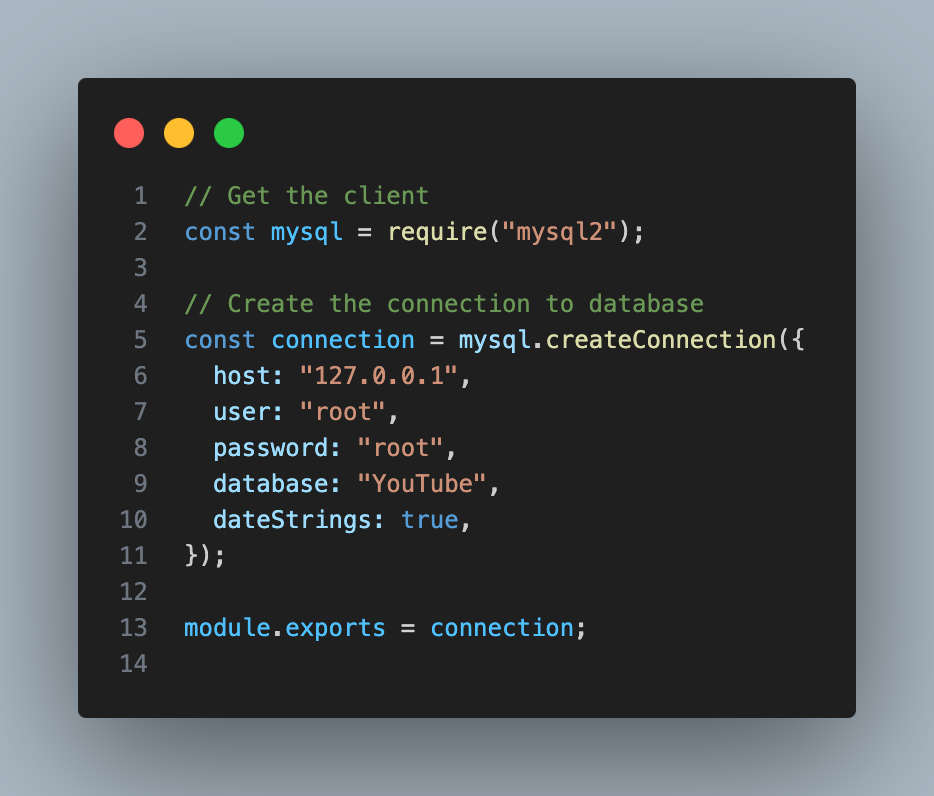 1 // Get the client
2 const mysql = require("mysql2");
3
4 // Create the connection to database
5 const connection = mysql.createConnection({
6   host: "127.0.0.1",
7   user: "root",
8   password: "root",
9   database: "YouTube",
10   dateStrings: true,
11 });
12
13 module.exports = connection;
14